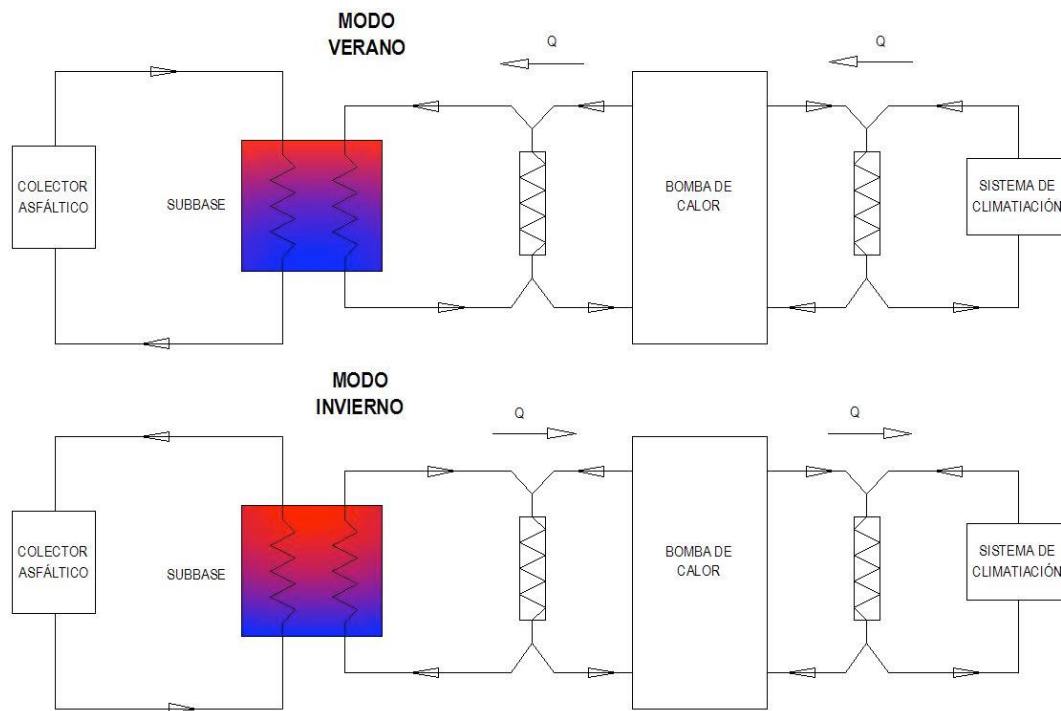 MODO
VERANO
Q
Q
COLECTOR
ASFÁLTICO
SUBBASE
BOMBA DE
CALOR
SISTEMA DE
CLIMATIACIÓN
MODO
INVIERNO
Q
Q
COLECTOR
ASFÁLTICO
SUBBASE
BOMBA DE
CALOR
SISTEMA DE
CLIMATIACIÓN